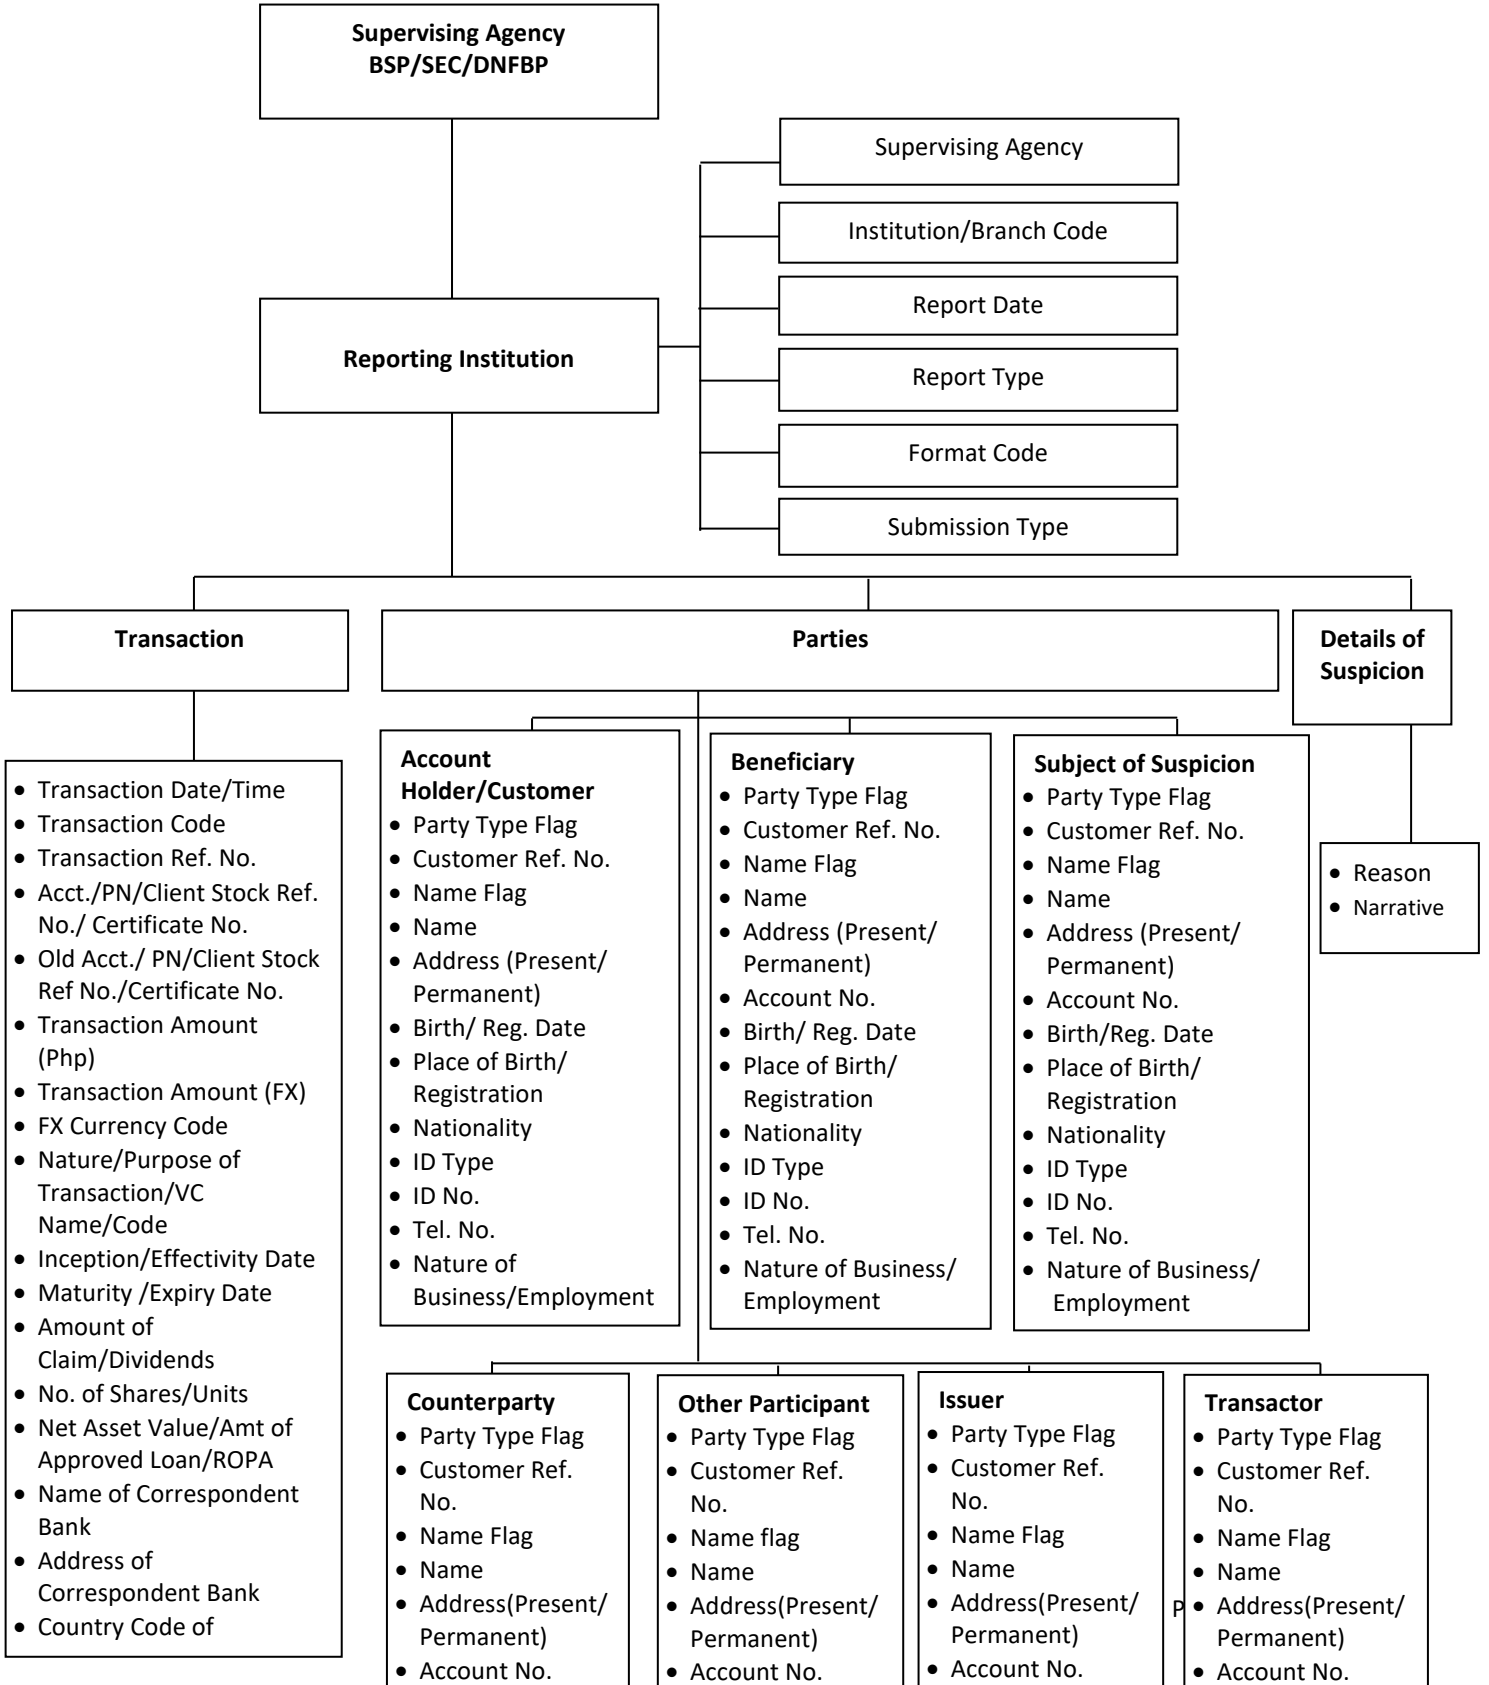 Supervising Agency
BSP/SEC/DNFBP
Supervising Agency
Institution/Branch Code
Report Date
Reporting Institution
Report Type
Format Code
Submission Type
Transaction
Parties
Details of
Suspicion
• Transaction Date/Time
• Transaction Code
• Transaction Ref. No.
• Acct./PN/Client Stock Ref.
No./ Certificate No.
• Old Acct./ PN/Client Stock
Ref No./Certificate No.
• Transaction Amount
(Php)
• Transaction Amount (FX)
• FX Currency Code
• Nature/Purpose of
Transaction/VC
Name/Code
• Inception/Effectivity Date
• Maturity /Expiry Date
• Amount of
Claim/Dividends
• No. of Shares/Units
• Net Asset Value/Amt of
Approved Loan/ROPA
• Name of Correspondent
Bank
• Address of
Correspondent Bank
• Country Code of
Account
Holder/Customer
• Party Type Flag
• Customer Ref. No.
• Name Flag
• Name
• Address (Present/
Permanent)
• Birth/ Reg. Date
• Place of Birth/
Registration
• Nationality
• ID Type
• ID No.
• Tel. No.
• Nature of
Business/Employment
Beneficiary
• Party Type Flag
• Customer Ref. No.
• Name Flag
• Name
• Address (Present/
Permanent)
• Account No.
• Birth/ Reg. Date
• Place of Birth/
Registration
• Nationality
• ID Type
• ID No.
• Tel. No.
• Nature of Business/
Employment
Subject of Suspicion
• Party Type Flag
• Customer Ref. No.
• Name Flag
• Name
• Address (Present/
Permanent)
• Account No.
• Birth/Reg. Date
• Place of Birth/
Registration
• Nationality
• ID Type
• ID No.
• Tel. No.
• Nature of Business/
Employment
• Reason
• Narrative
Counterparty
• Party Type Flag
• Customer Ref.
No.
• Name Flag
• Name
• Address(Present/
Permanent)
• Account No.
Other Participant
• Party Type Flag
• Customer Ref.
No.
• Name flag
• Name
• Address(Present/
Permanent)
• Account No.
Issuer
• Party Type Flag
• Customer Ref.
No.
• Name Flag
• Name
• Address(Present/
Permanent)
• Account No.
P
Transactor
• Party Type Flag
• Customer Ref.
No.
• Name Flag
• Name
• Address(Present/
Permanent)
• Account No.